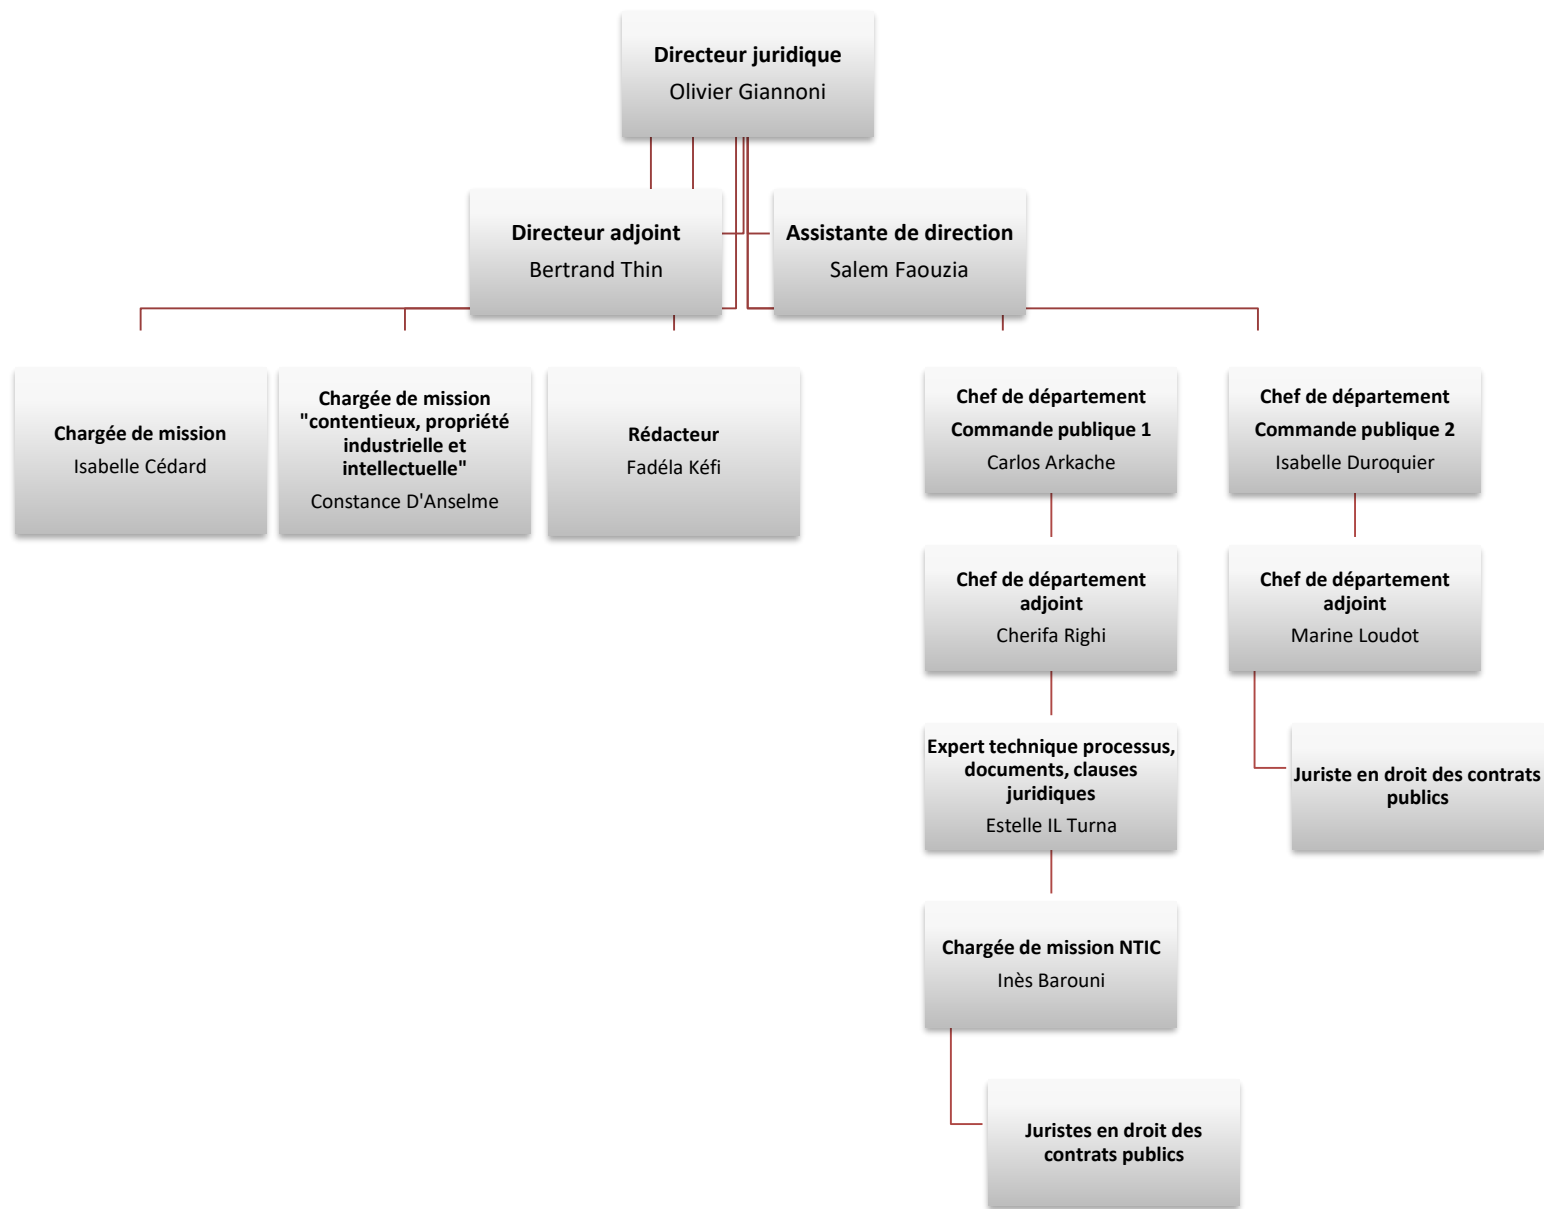 Directeur juridique
Olivier Giannoni
Directeur adjoint
Bertrand Thin
Assistante de direction
Salem Faouzia
Chargée de mission
Isabelle Cédard
Chargée de mission
"contentieux, propriété
industrielle et
intellectuelle"
Constance D'Anselme
Rédacteur
Fadéla Kéfi
Chef de département
Commande publique 1
Carlos Arkache
Chef de département
Commande publique 2
Isabelle Duroquier
Chef de département
adjoint
Cherifa Righi
Chef de département
adjoint
Marine Loudot
Expert technique processus,
documents, clauses
juridiques
Estelle IL Turna
Juriste en droit des contrats
publics
Chargée de mission NTIC
Inès Barouni
Juristes en droit des
contrats publics